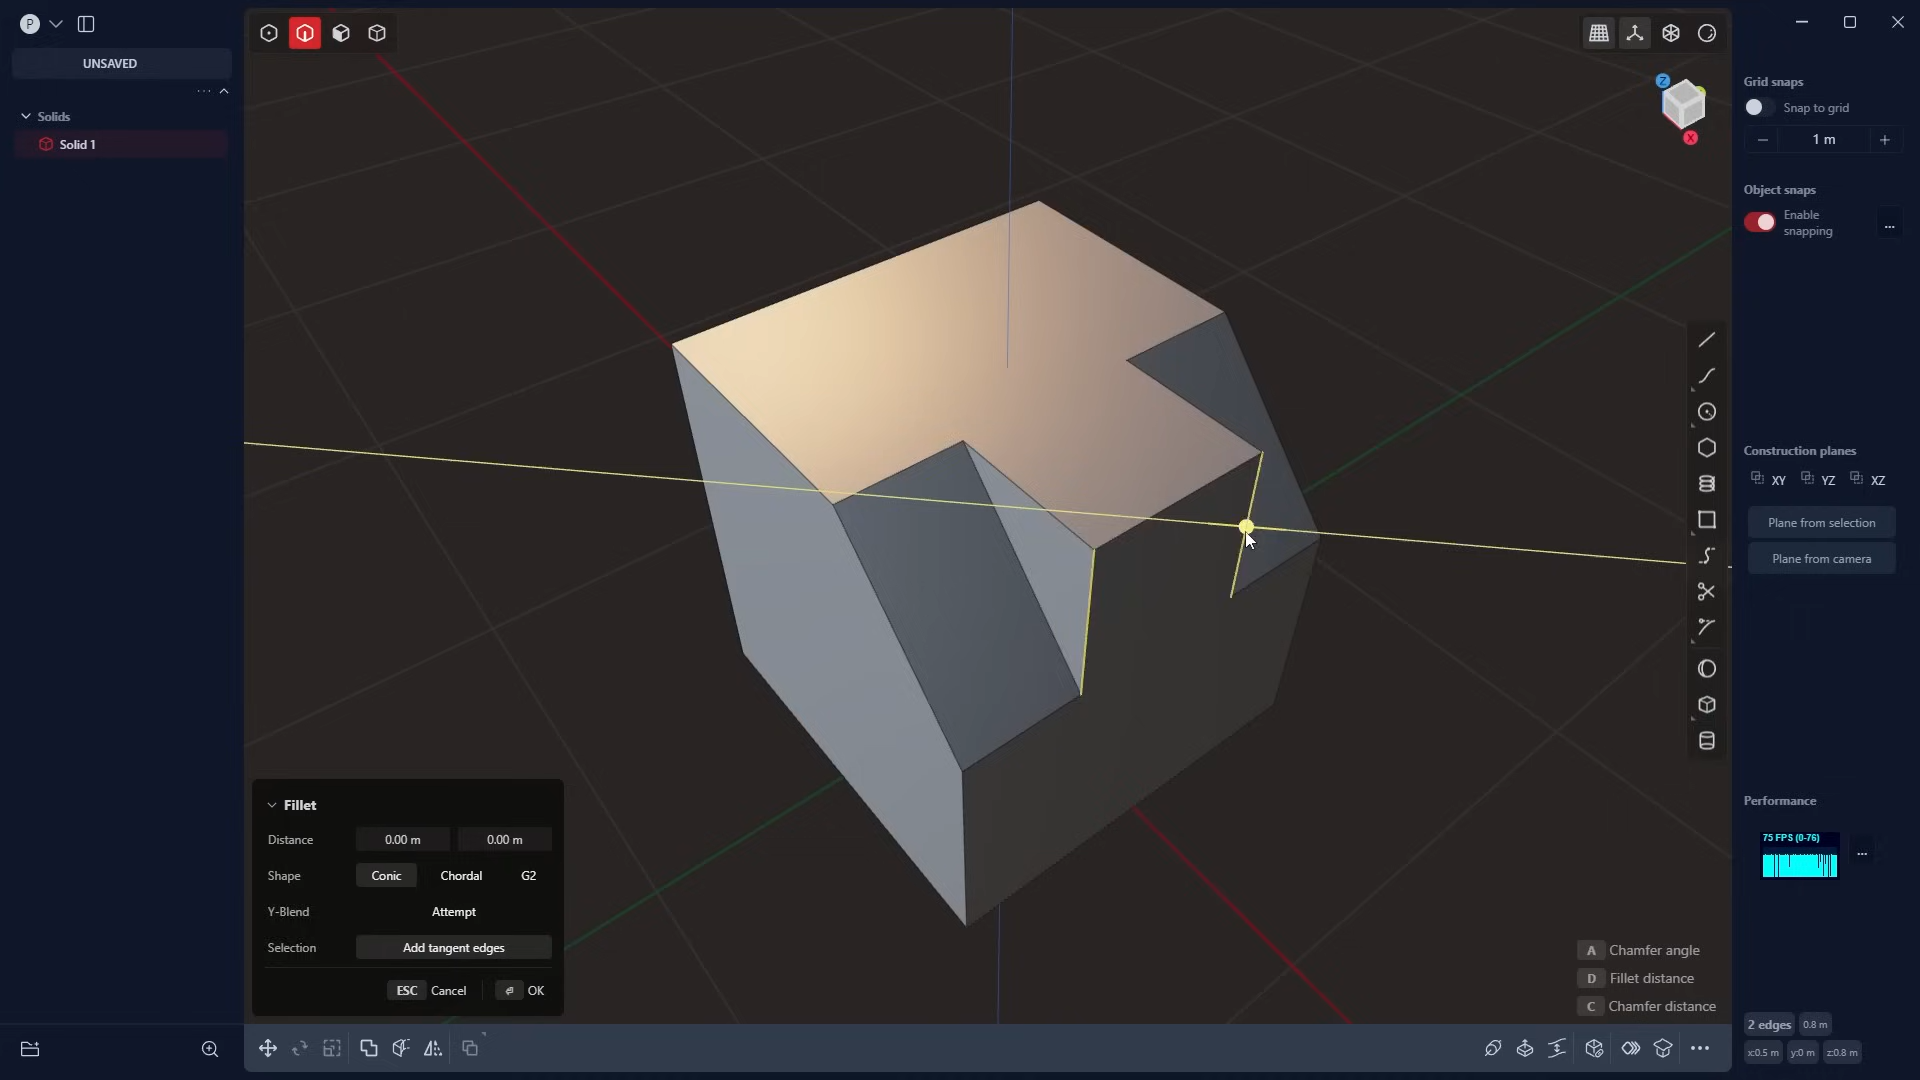 P
UNSAVED
Solids
Solid 1
Z
X
Grid snaps
Snap to grid
1 m
Object snaps
Enable
snapping
Construction planes
XY YZ XZ
Plane from selection
Plane from camera
Performance
75 FPS (0-76)
Fillet
Distance 0.00 m 0.00 m
Shape Conic Chordal G2
Y-Blend Attempt
Selection Add tangent edges
ESC Cancel OK
A Chamfer angle
D Fillet distance
C Chamfer distance
2 edges 0.8 m
x:0.5 m y:0 m z:0.8 m